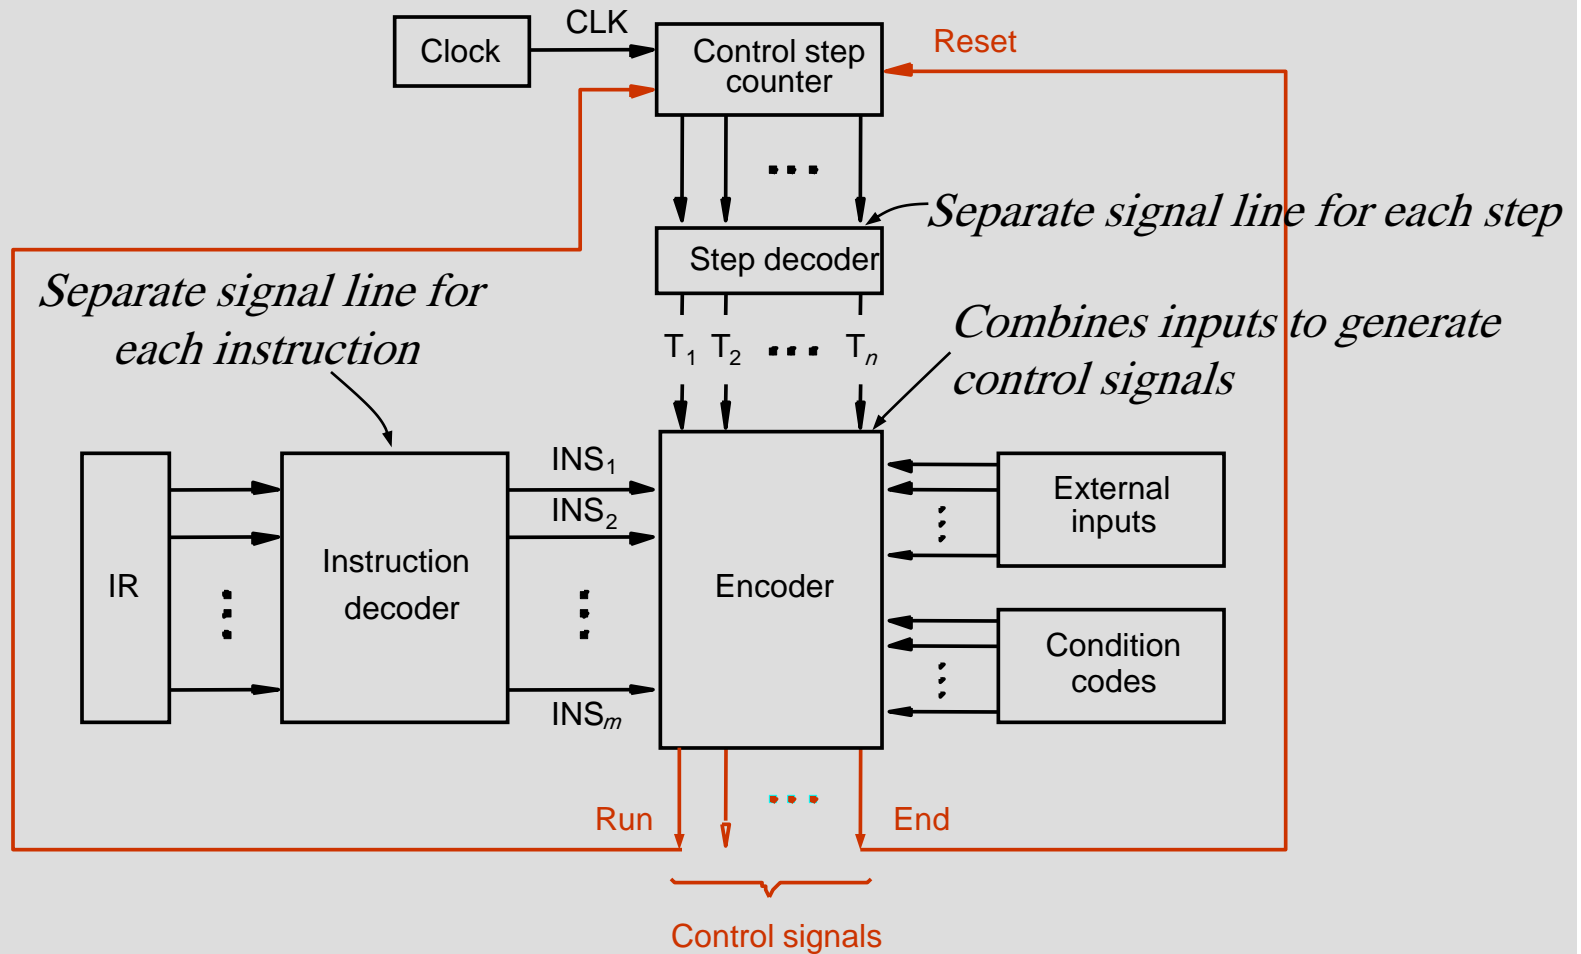 CLK
Clock
Control step
counter
Reset
Separate signal line for each step
Step decoder
Separate signal line for
each instruction
Combines inputs to generate
control signals
T1 T2 Tn
INS1
INS2
INSm
IR
Instruction
decoder
Encoder
External
inputs
Condition
codes
Run
End
Control signals